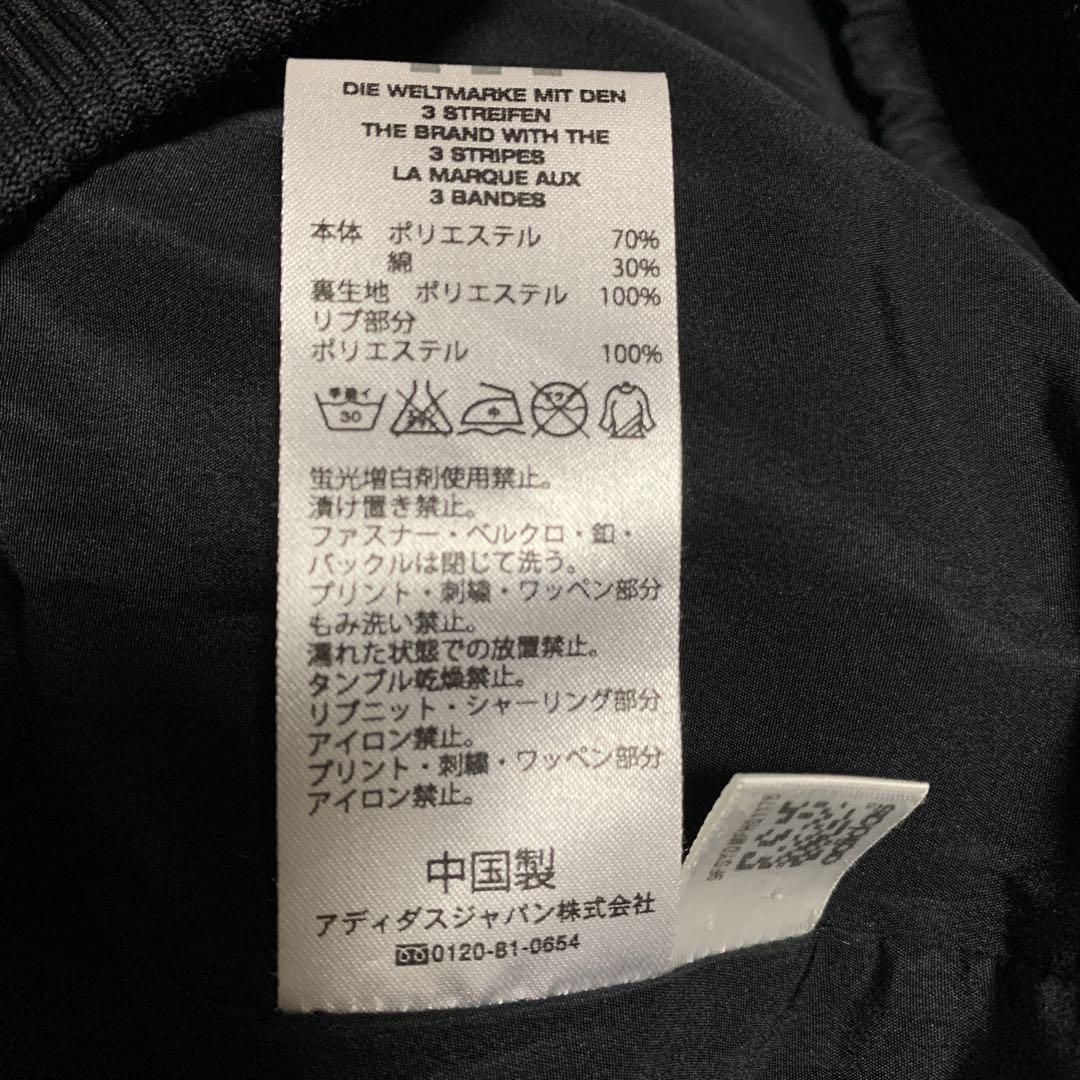 DIE WELTMARKE MIT DEN
3 STREIFEN
THE BRAND WITH THE
3 STRIPES
LA MARQUE AUX
3 BANDES
本体 ポリエステル 70%
綿 30%
裏生地 ポリエステル 100%
リブ部分
ポリエステル 100%
手洗イ
30
中
蛍光増白剤使用禁止。
漬け置き禁止。
ファスナー・ベルクロ・釦・
バックルは閉じて洗う。
プリント・刺繍・ワッペン部分
もみ洗い禁止。
濡れた状態での放置禁止。
タンブル乾燥禁止。
リブニット・シャーリング部分
アイロン禁止。
プリント・刺繍・ワッペン部分
アイロン禁止。
中国製
アディダスジャパン株式会社
0120-81-0654